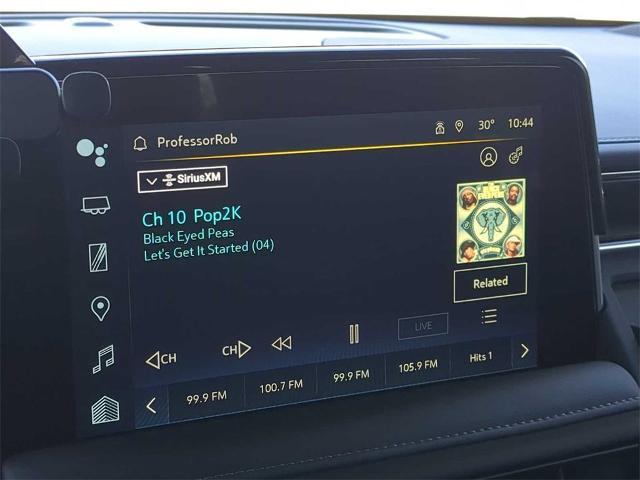 ProfessorRob
30° 10:44
SiriusXM
Ch 10 Pop2K
Black Eyed Peas
Let's Get It Started (04)
Related
CH
CH
LIVE
99.9 FM
100.7 FM
99.9 FM
105.9 FM
Hits 1